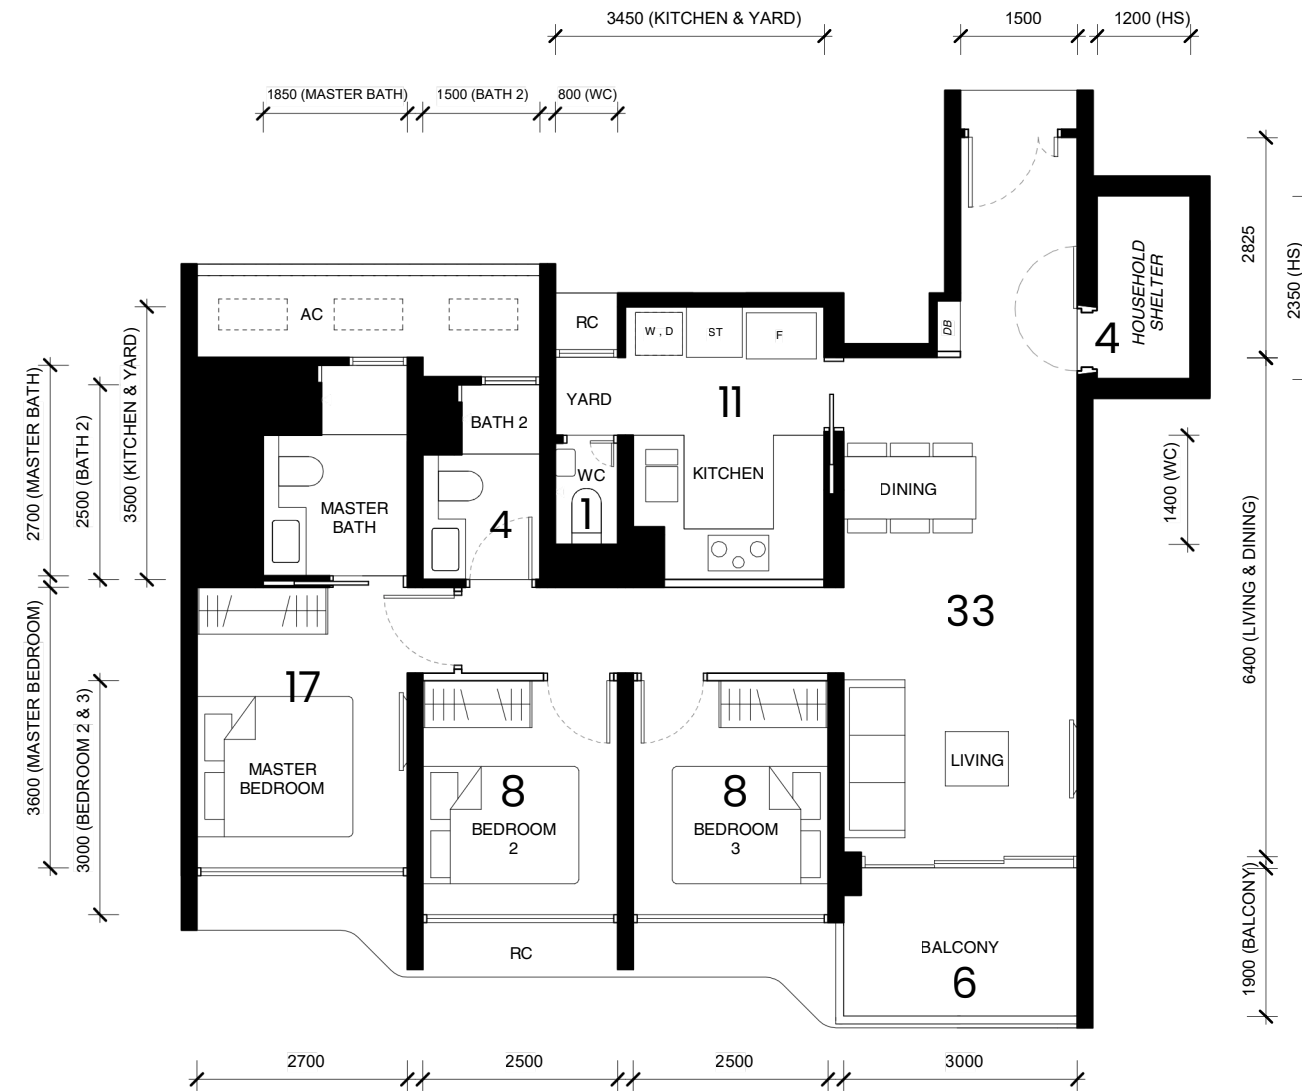 3450 (KITCHEN & YARD)
1500
1200 (HS)
1850 (MASTER BATH)
1500 (BATH 2)
800 (WC)
2825
2350 (HS)
HOUSEHOLD
SHELTER
4
AC
RC
W , D
ST
F
DB
YARD
11
BATH 2
2700 (MASTER BATH)
2500 (BATH 2)
3500 (KITCHEN & YARD)
WC
1
KITCHEN
DINING
1400 (WC)
MASTER
BATH
4
33
6400 (LIVING & DINING)
3600 (MASTER BEDROOM)
3000 (BEDROOM 2 & 3)
17
MASTER
BEDROOM
8
BEDROOM
2
8
BEDROOM
3
LIVING
RC
BALCONY
6
1900 (BALCONY)
2700
2500
2500
3000